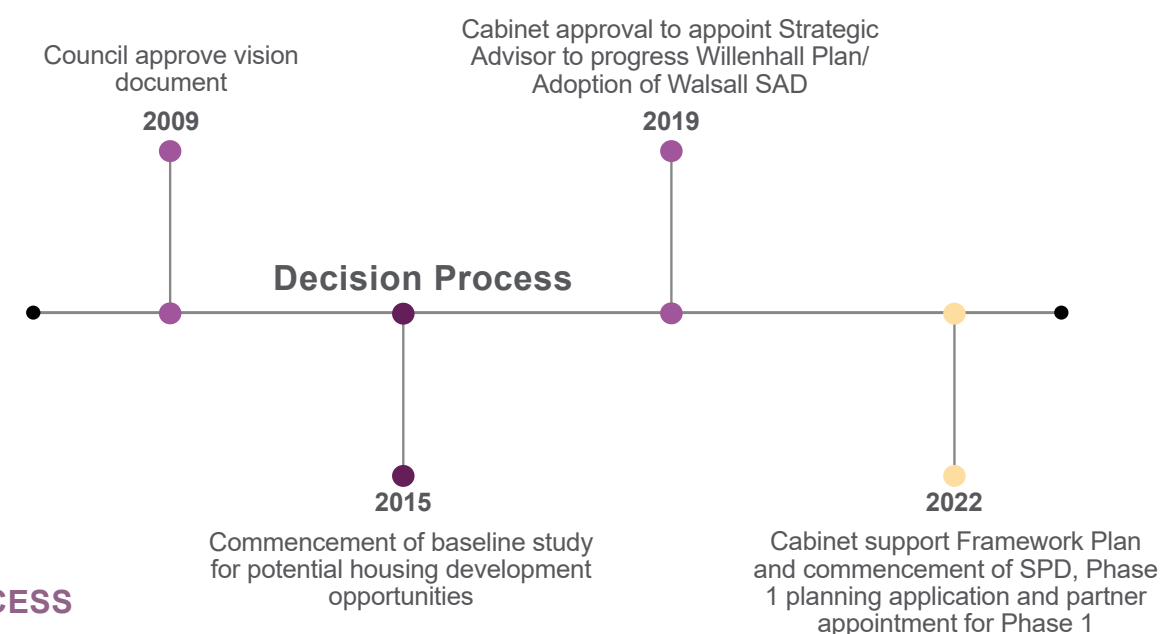 Cabinet approval to appoint Strategic
Advisor to progress Willenhall Plan/
Adoption of Walsall SAD
2019
Council approve vision
document
2009
Decision Process
2015
Commencement of baseline study
for potential housing development
opportunities
2022
Cabinet support Framework Plan
and commencement of SPD, Phase
1 planning application and partner
appointment for Phase 1
CESS